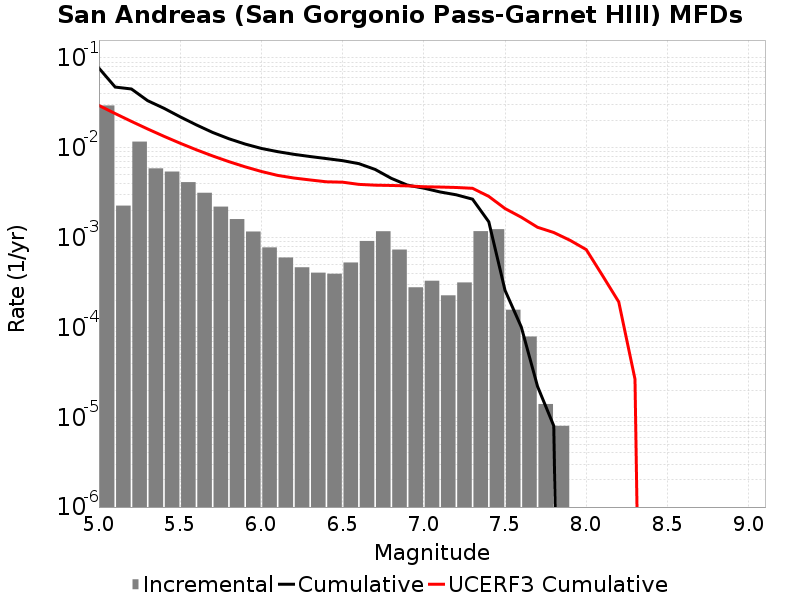 San Andreas (San Gorgonio Pass-Garnet HIll) MFDs
Rate (1/yr)
10-1
10-2
10-3
10-4
10-5
10-6
5.0 5.5 6.0 6.5 7.0 7.5 8.0 8.5 9.0
Magnitude
Incremental Cumulative UCERF3 Cumulative